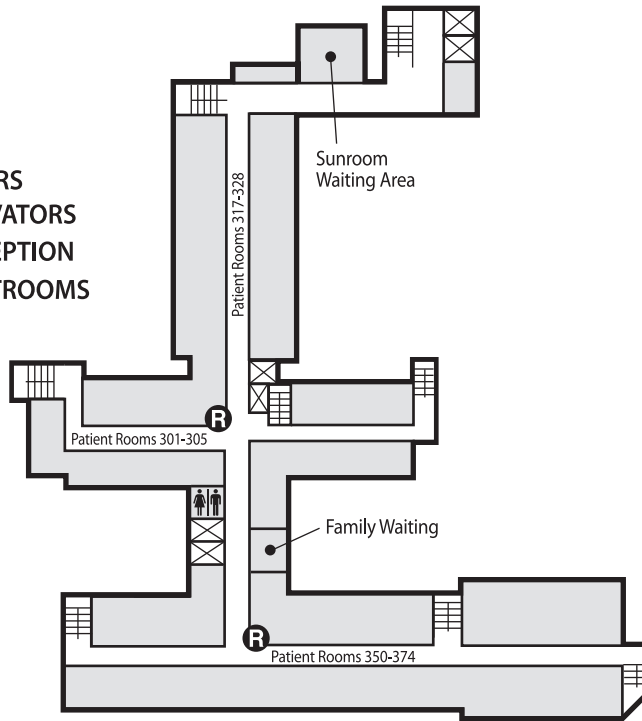 RS
VATORS
EPTION
TROOMS
Sunroom
Waiting Area
Patient Rooms 317-328
R
Patient Rooms 301-305
Family Waiting
R
Patient Rooms 350-374